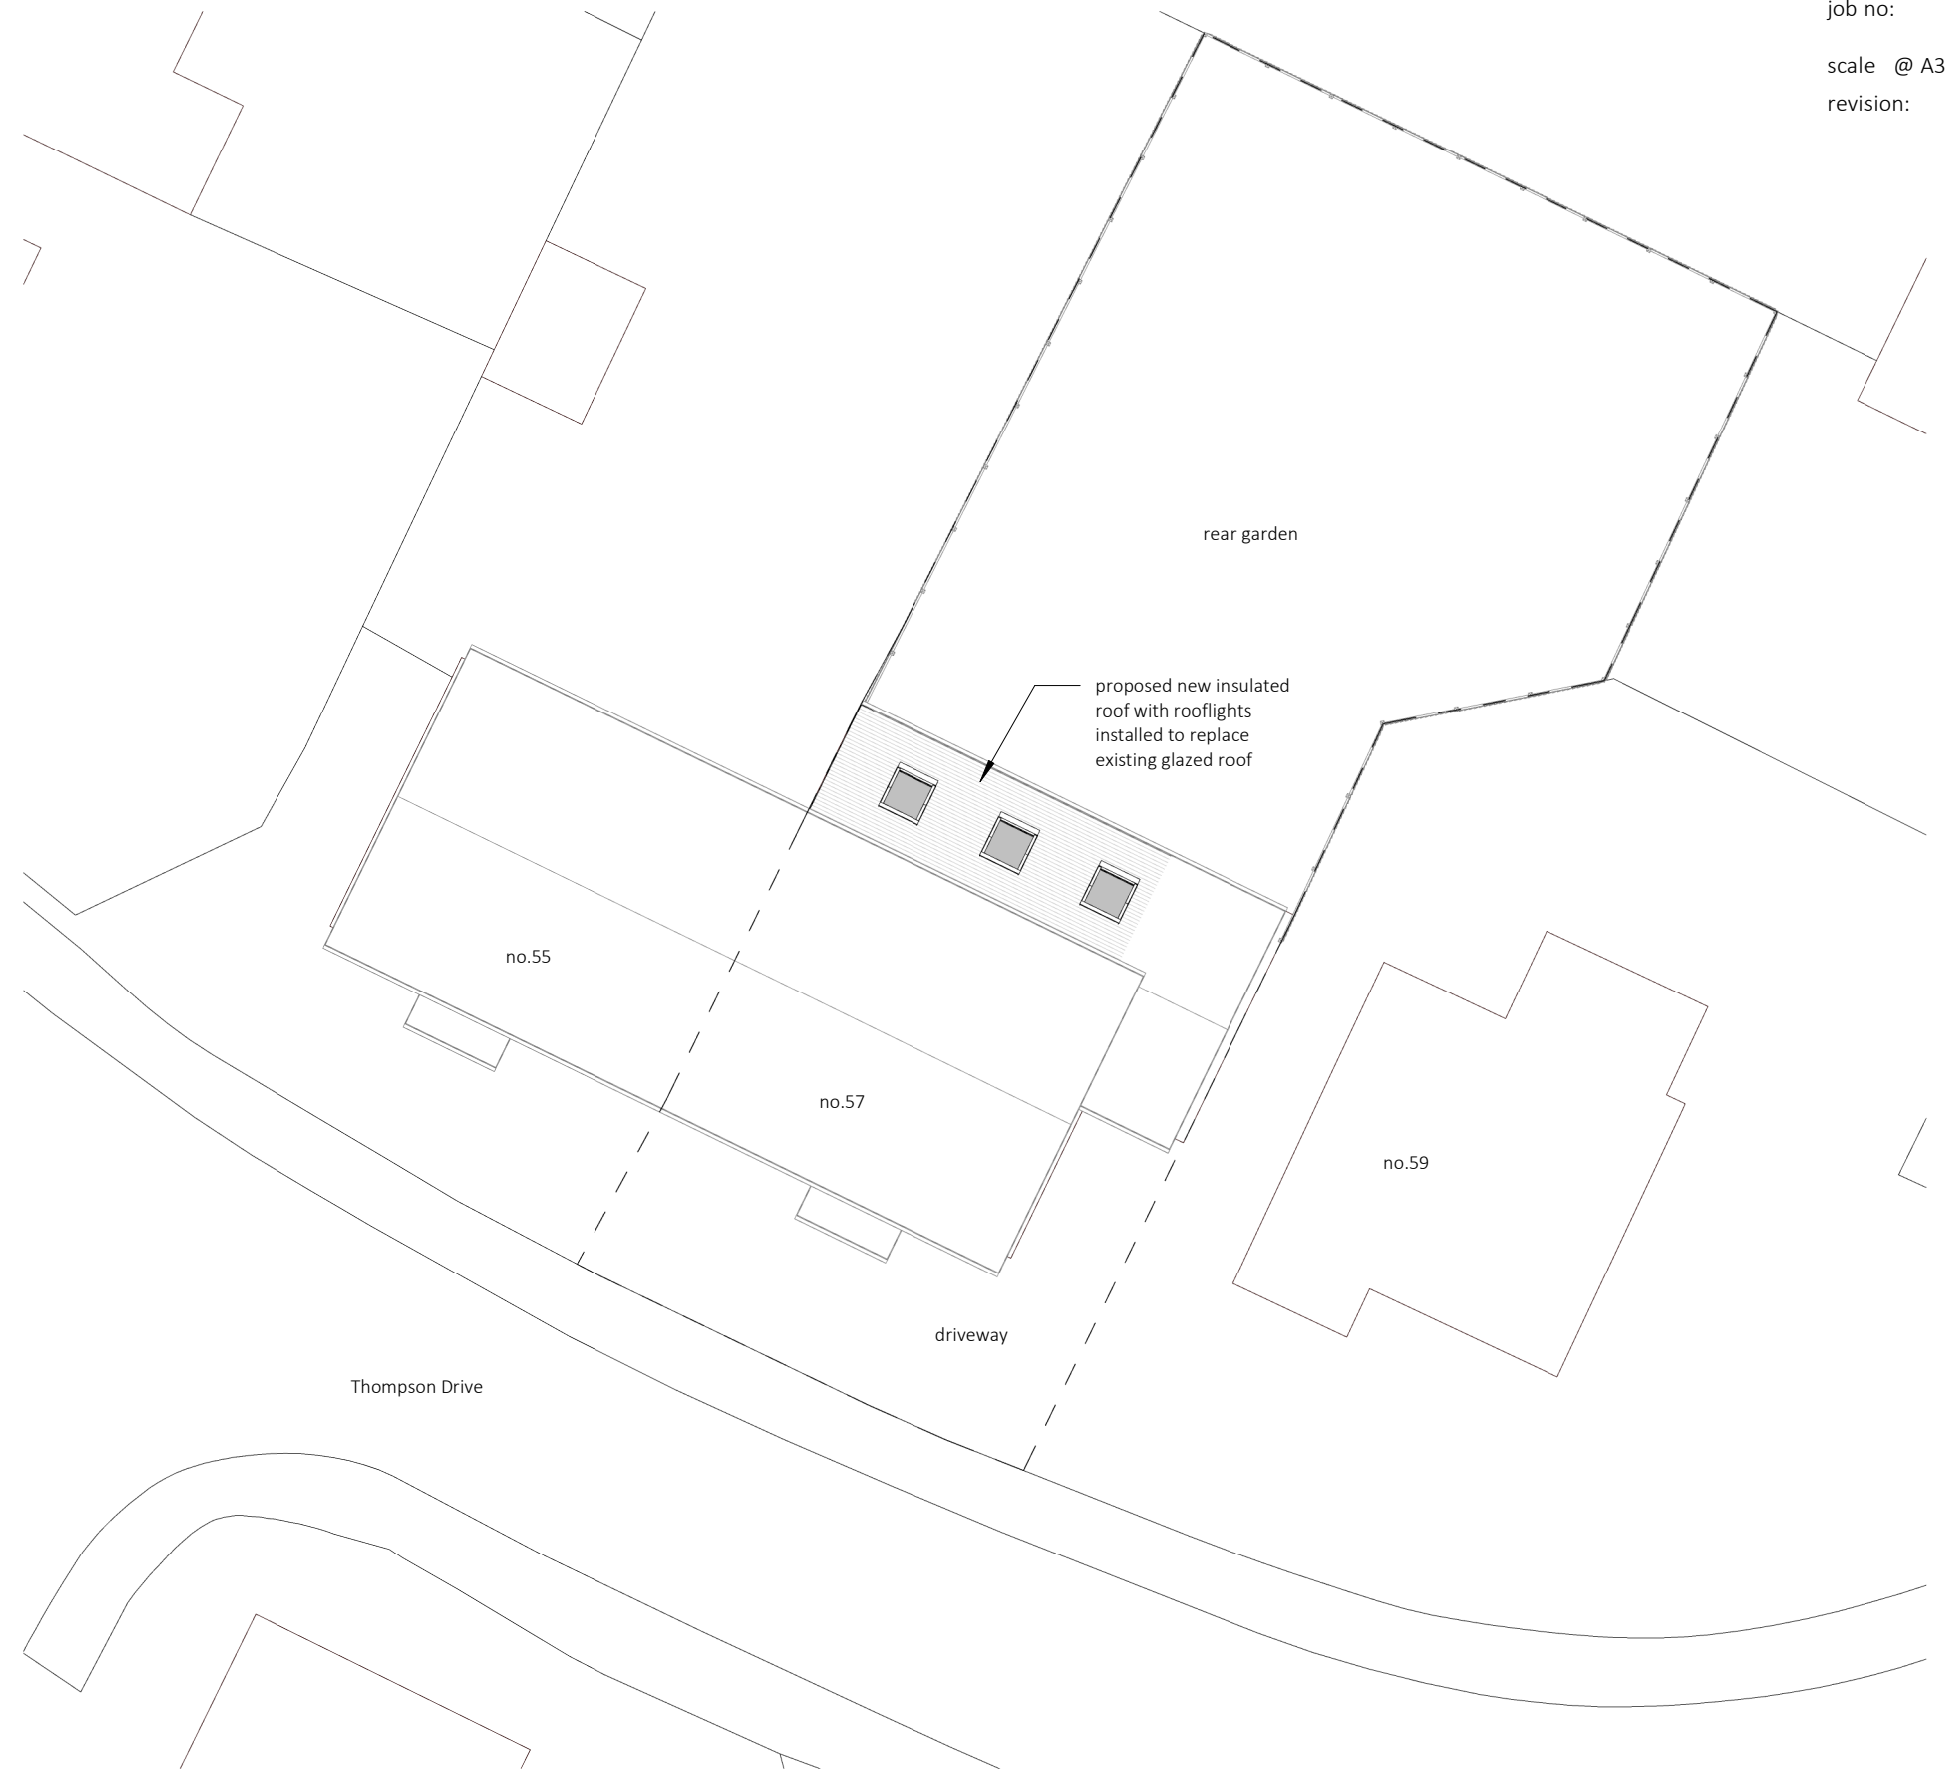 job no:
scale @ A3
revision:
rear garden
proposed new insulated
roof with rooflights
installed to replace
existing glazed roof
no.55
no.57
no.59
driveway
Thompson Drive